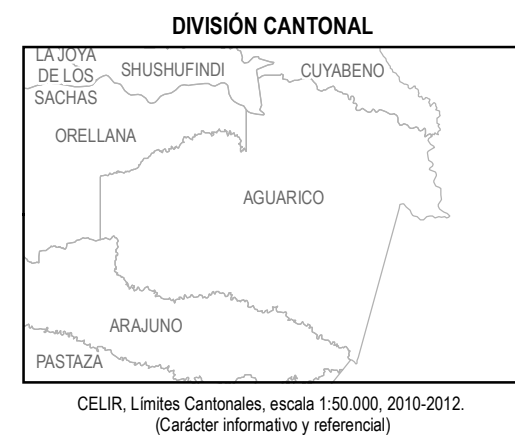 DIVISIÓN CANTONAL
LA JOYA
DE LOS
SACHAS
SHUSHUFINDI
CUYABENO
ORELLANA
AGUARICO
ARAJUNO
PASTAZA
CELIR, Límites Cantonales, escala 1:50.000, 2010-2012.
(Carácter informativo y referencial)